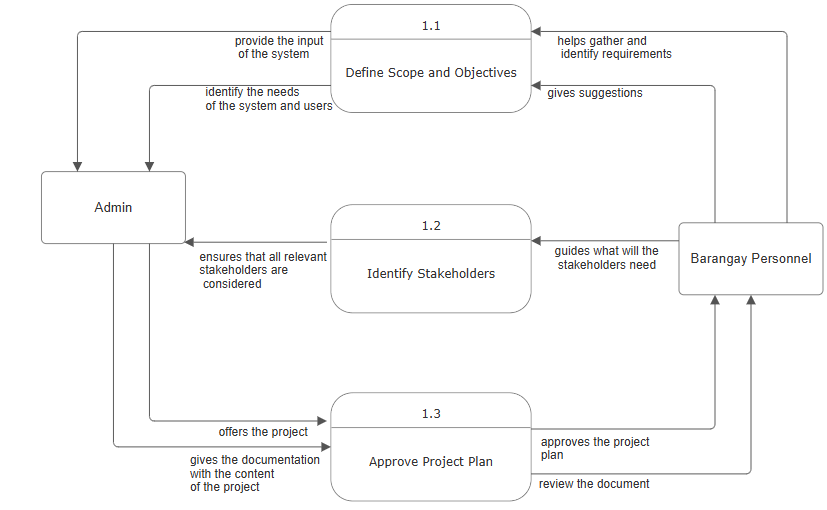 1.1
Define Scope and Objectives
provide the input
of the system
identify the needs
of the system and users
helps gather and
identify requirements
gives suggestions
Admin
1.2
Identify Stakeholders
ensures that all relevant
stakeholders are
considered
guides what will the
stakeholders need
Barangay Personnel
1.3
Approve Project Plan
offers the project
gives the documentation
with the content
of the project
approves the project
plan
review the document